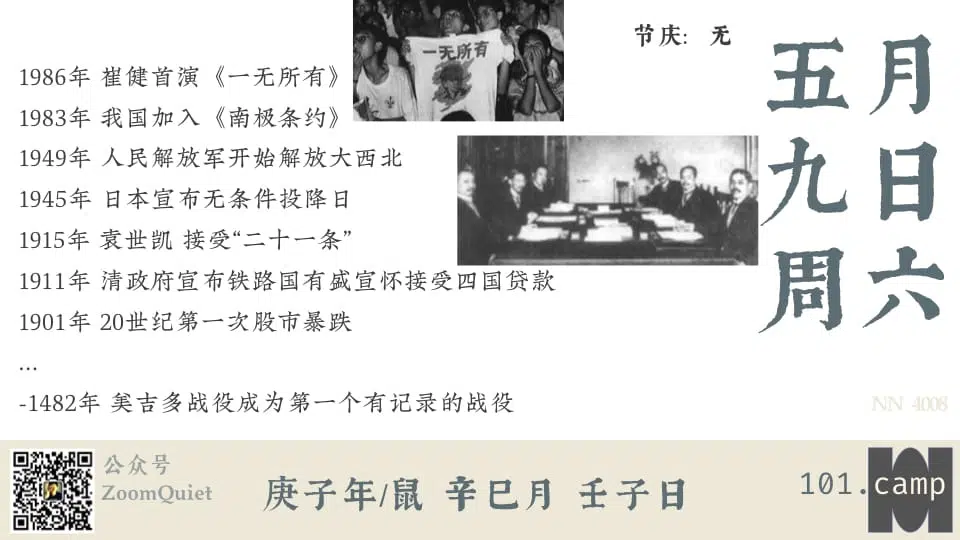 节庆: 无
一无所有
1986年 崔健首演《一无所有》
1983年 我国加入《南极条约》
1949年 人民解放军开始解放大西北
1945年 日本宣布无条件投降日
1915年 袁世凯 接受“二十一条”
1911年 清政府宣布铁路国有盛宣怀接受四国贷款
1901年 20世纪第一次股市暴跌
...
-1482年 美吉多战役成为第一个有记录的战役
五月
九日
周六
NN 4008
公众号
ZoomQuiet
庚子年/鼠 辛巳月 壬子日
101.camp